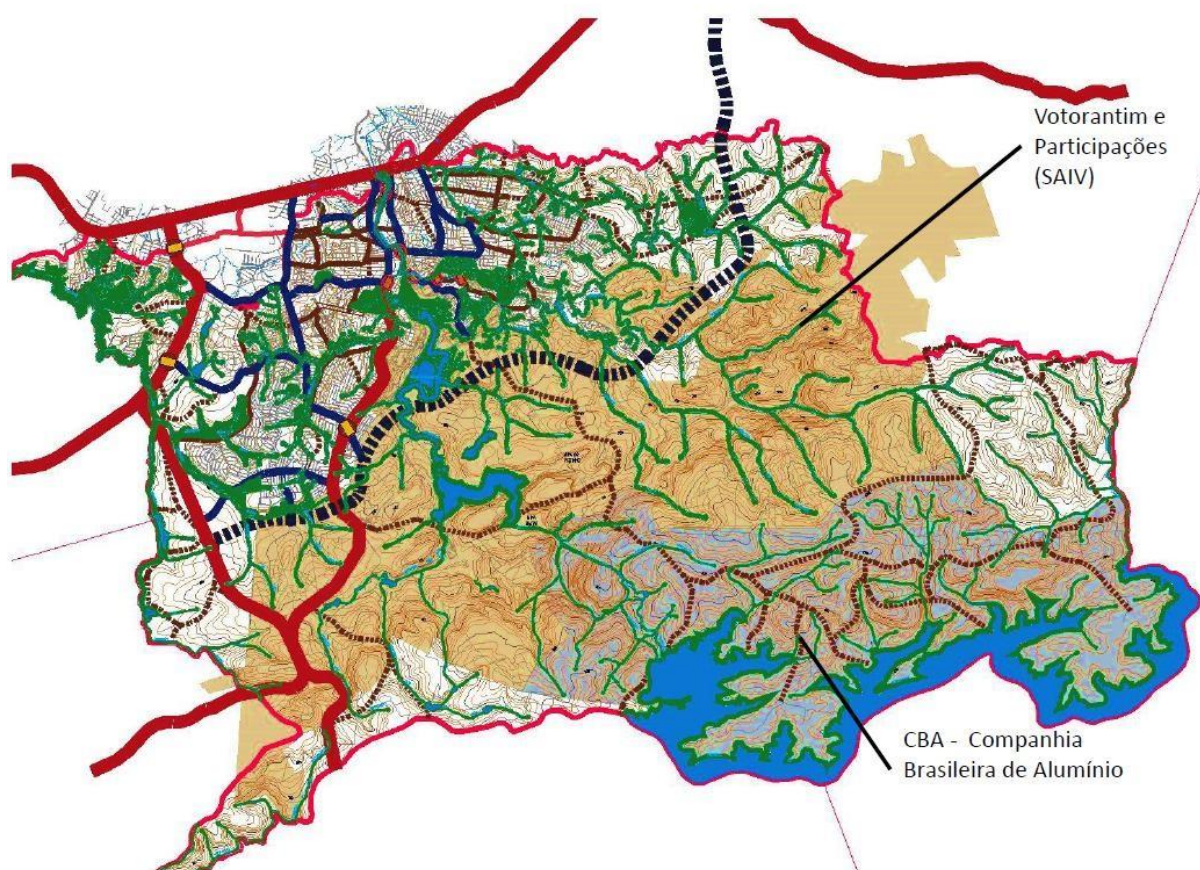 Votorantim e
Participações
(SAIV)
CBA - Companhia
Brasileira de Alumínio